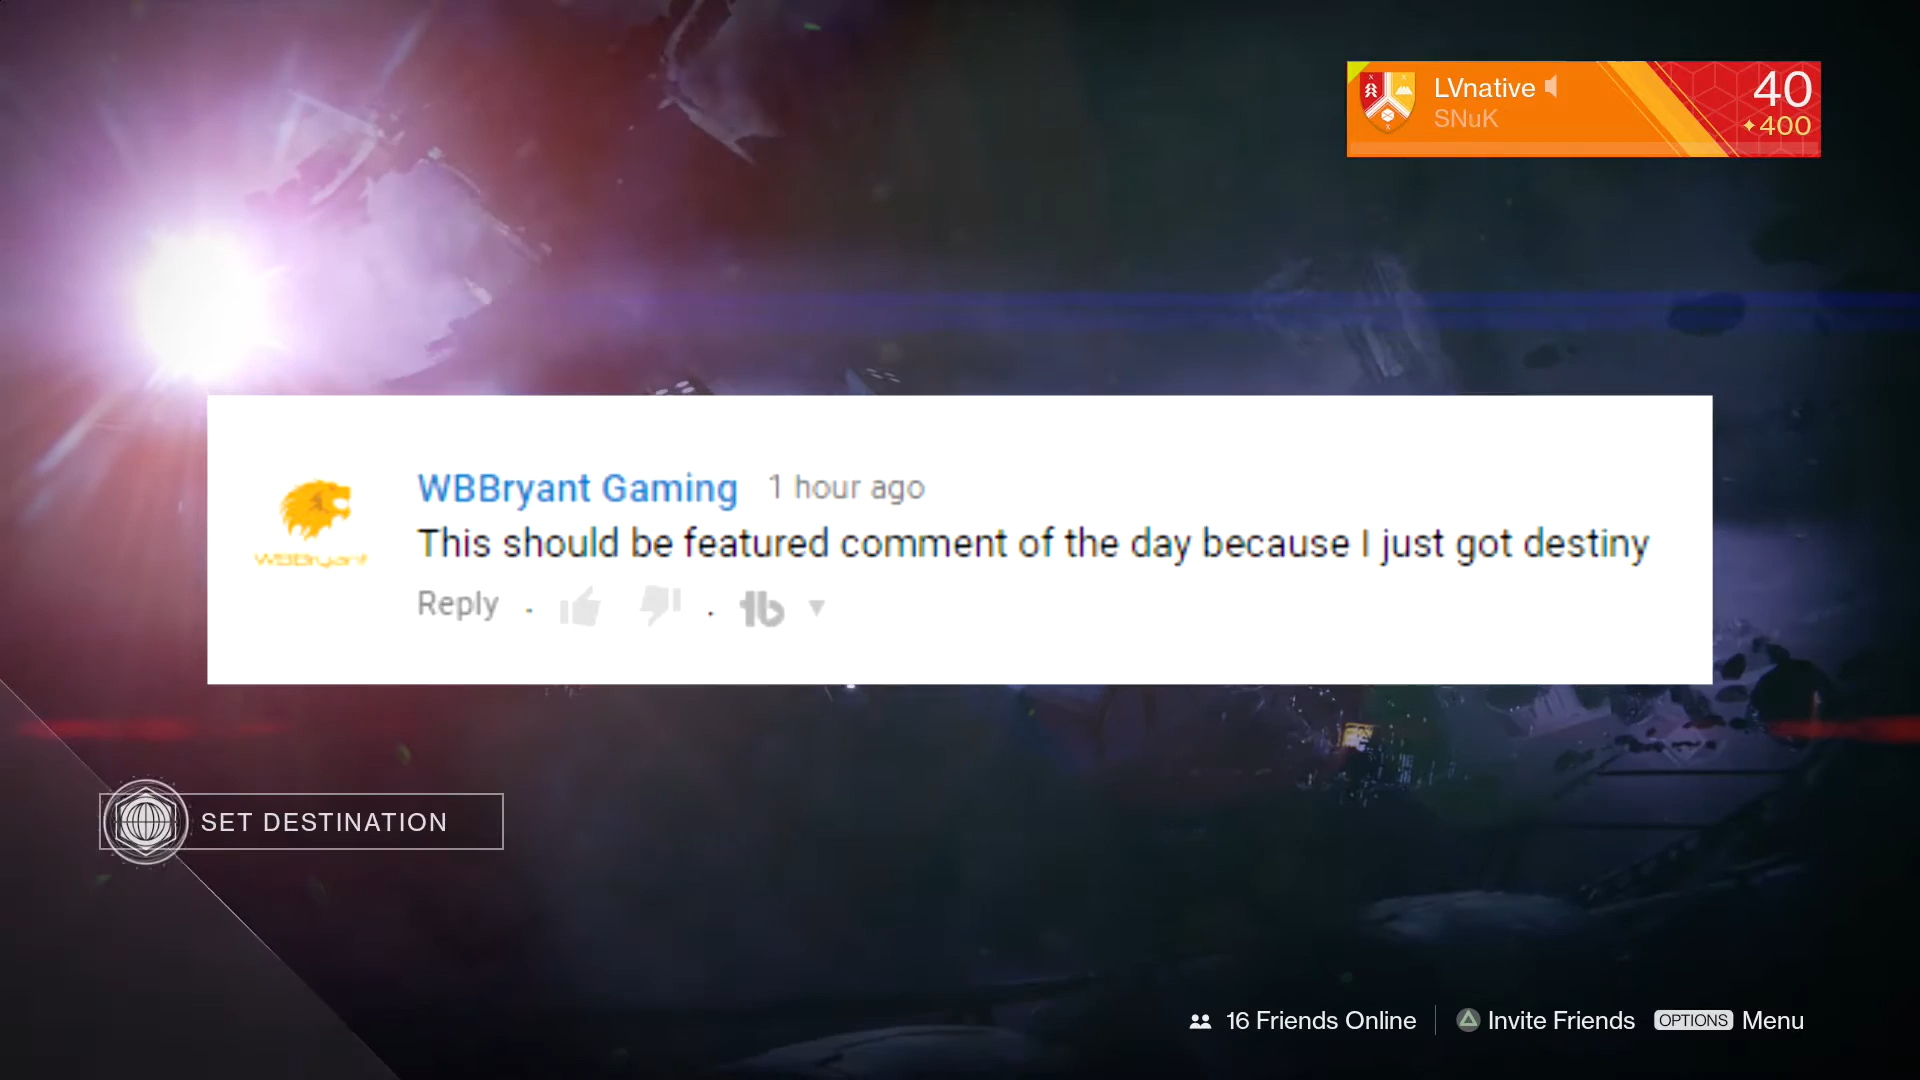 LVnative
SNuK
40
400
WBBryant Gaming 1 hour ago
This should be featured comment of the day because I just got destiny
WBBryant
Reply
SET DESTINATION
16 Friends Online
Invite Friends
OPTIONS Menu